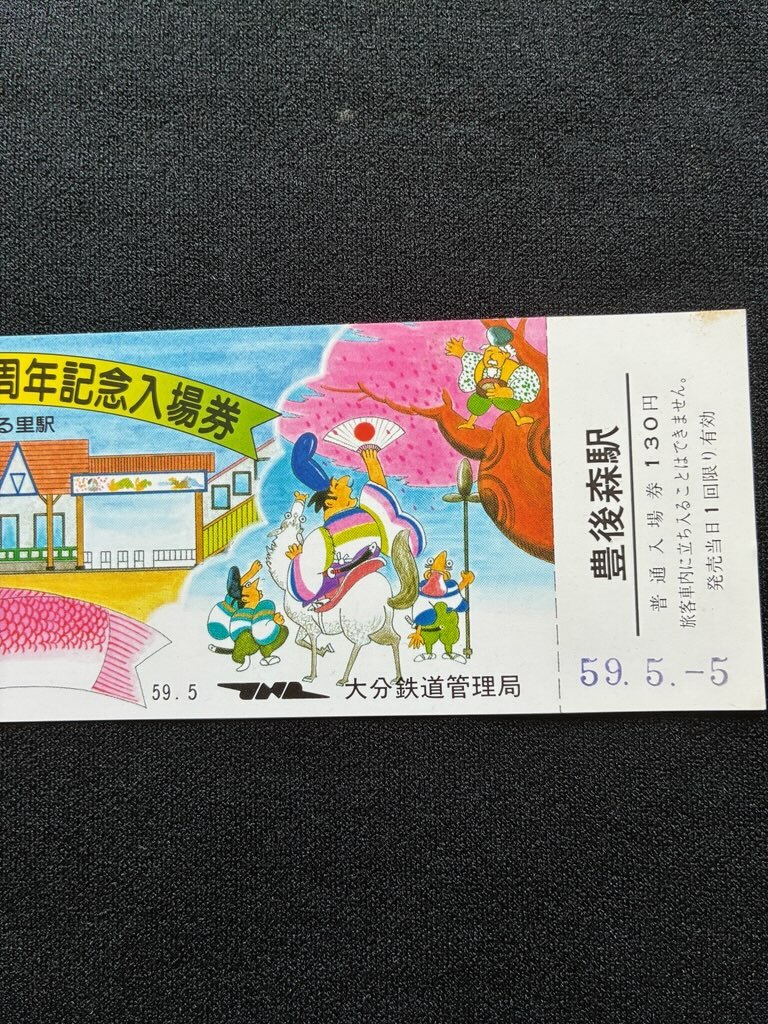 周年記念入場券
る里駅
59.5
JNR
大分鉄道管理局
豊後森駅
普通入場券 130円
旅客車内に立ち入ることはできません。
発売当日1回限り有効
59. 5. -5